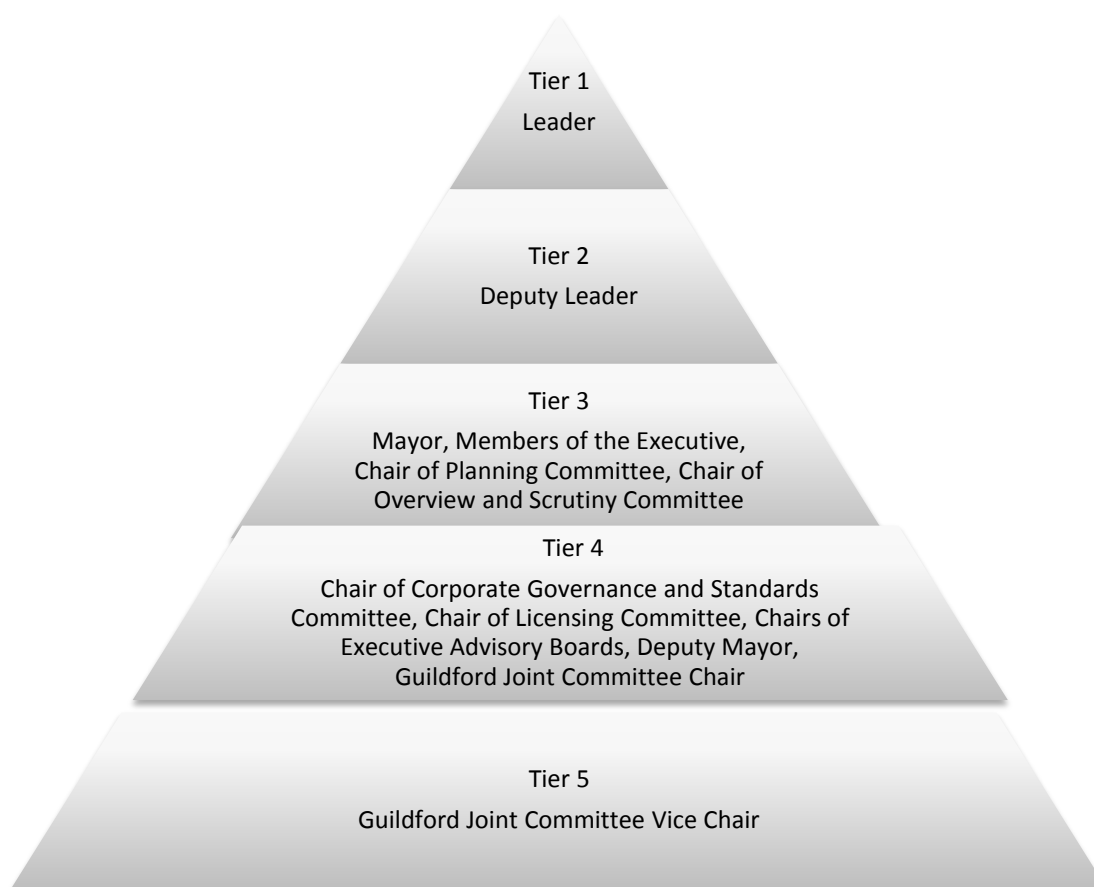 Tier 1
Leader
Tier 2
Deputy Leader
Tier 3
Mayor, Members of the Executive,
Chair of Planning Committee, Chair of
Overview and Scrutiny Committee
Tier 4
Chair of Corporate Governance and Standards
Committee, Chair of Licensing Committee, Chairs of
Executive Advisory Boards, Deputy Mayor,
Guildford Joint Committee Chair
Tier 5
Guildford Joint Committee Vice Chair